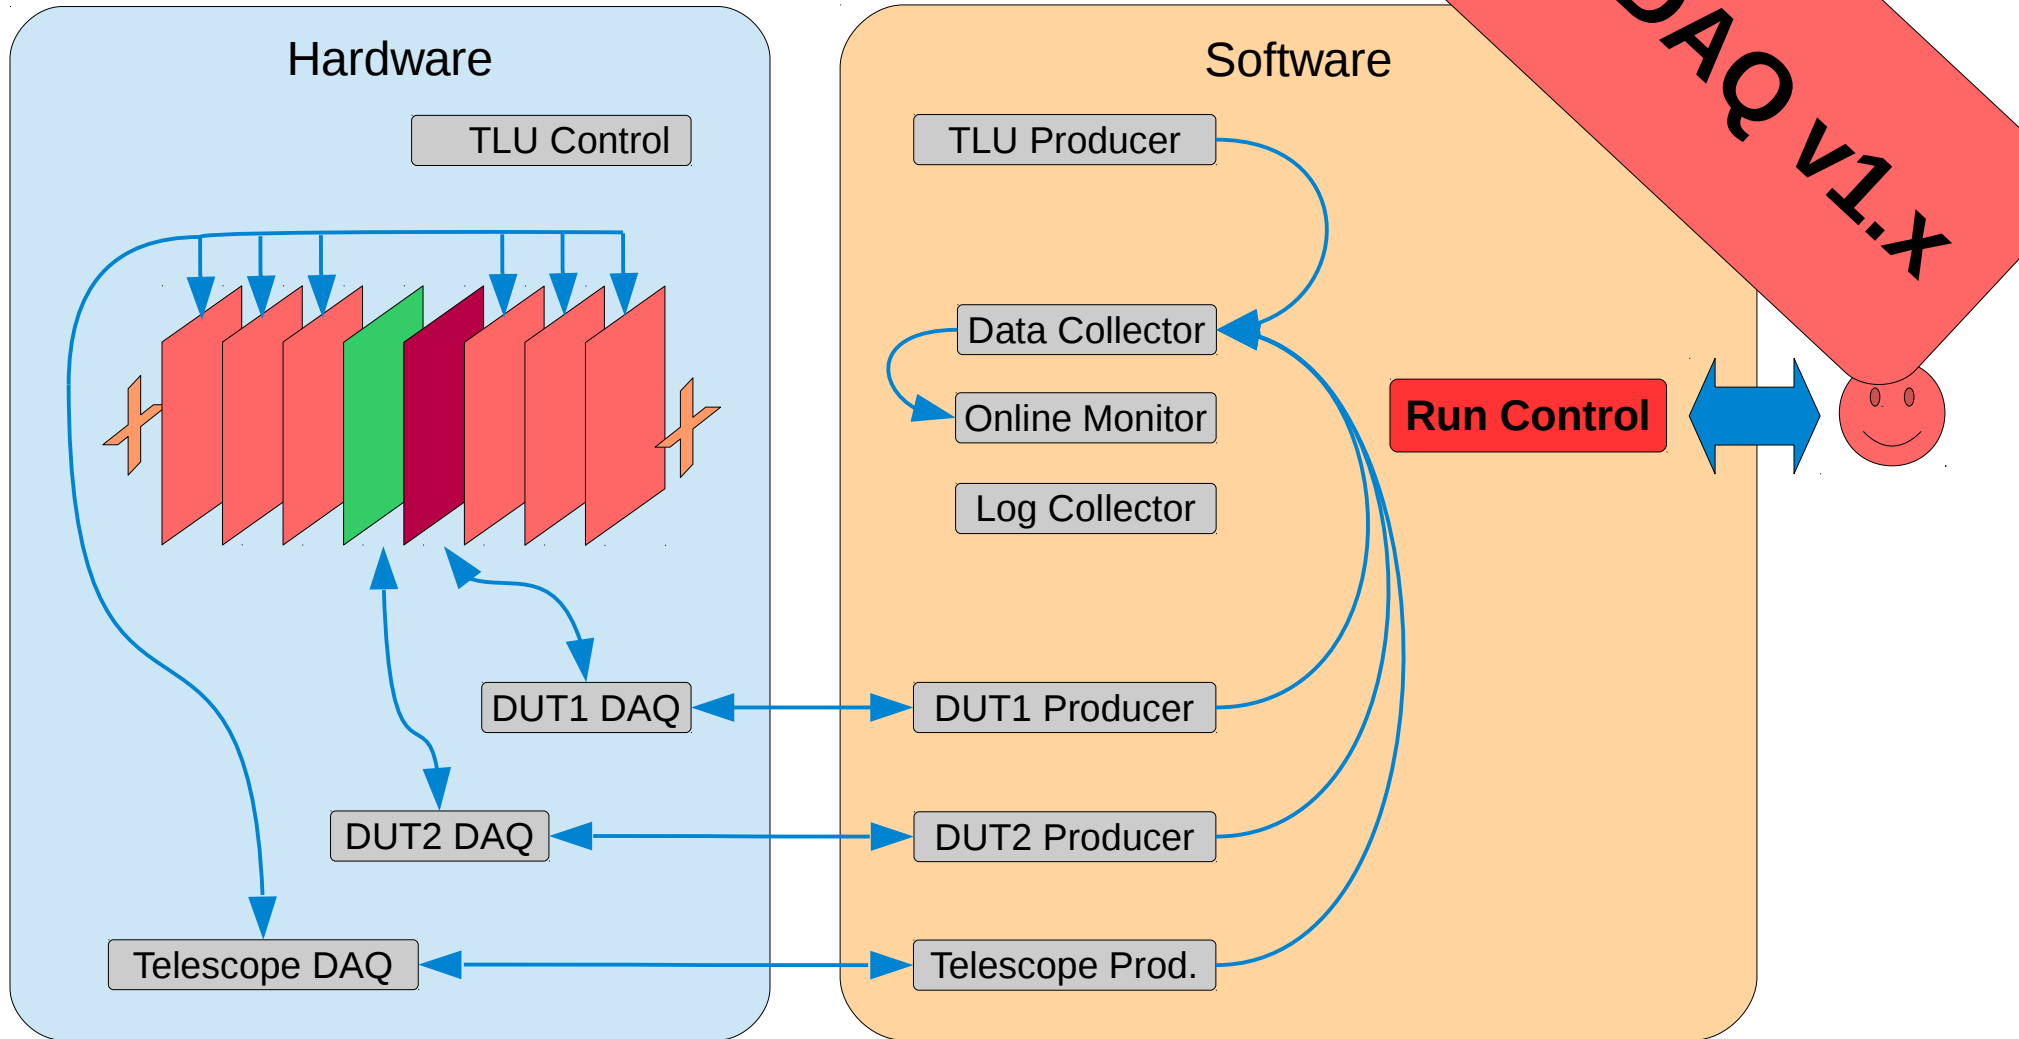 Hardware
TLU Control
DUT1 DAQ
DUT2 DAQ
Telescope DAQ
Software
TLU Producer
Data Collector
Online Monitor
Log Collector
Run Control
DUT1 Producer
DUT2 Producer
Telescope Prod.
DAQ v1.x